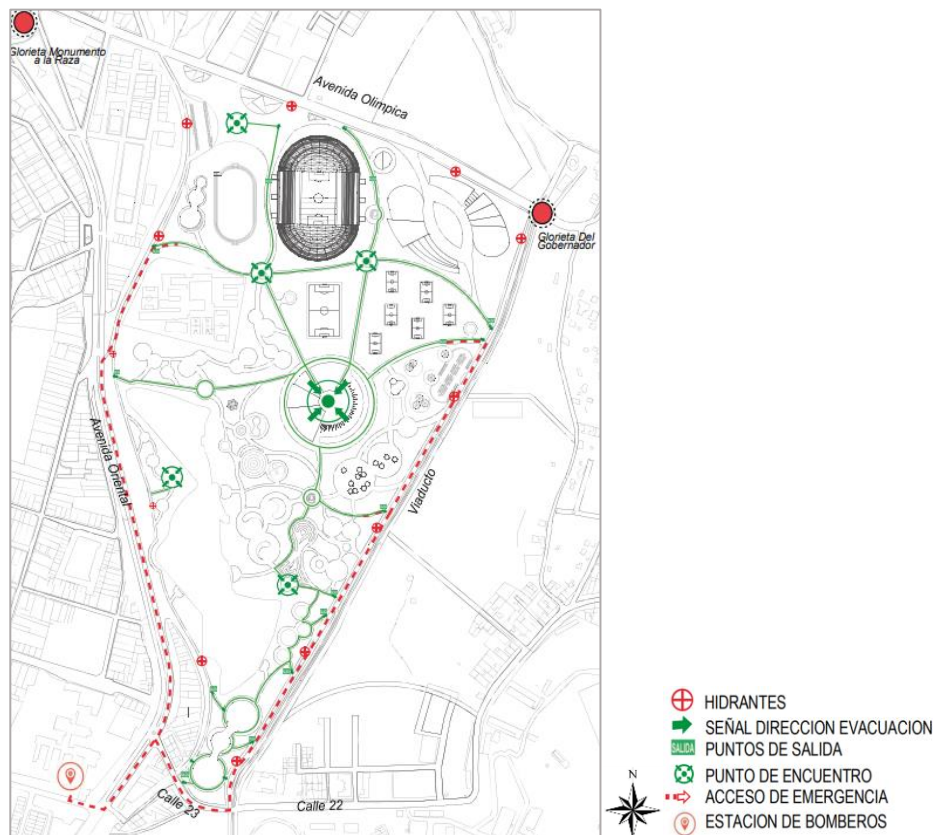 Glorieta Monumento
a la Raza
Avenida Olimpica
Glorieta Del
Gobernador
Avenida Oriental
Viaducto
Calle 23
Calle 22
N
HIDRANTES
SEÑAL DIRECCION EVACUACION
SALIDA PUNTOS DE SALIDA
PUNTO DE ENCUENTRO
ACCESO DE EMERGENCIA
ESTACION DE BOMBEROS